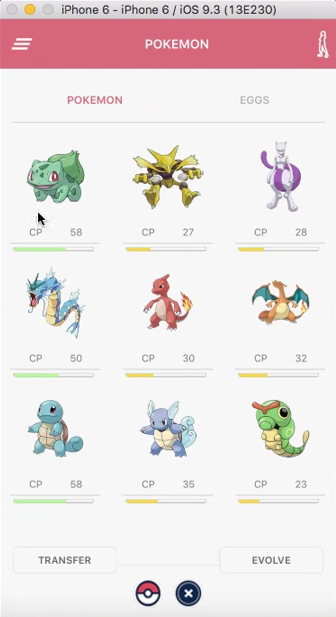 iPhone 6 - iPhone 6 / iOS 9.3 (13E230)
POKEMON
POKEMON EGGS
CP 58 CP 27 CP 28
CP 50 CP 30 CP 32
CP 58 CP 35 CP 23
TRANSFER EVOLVE